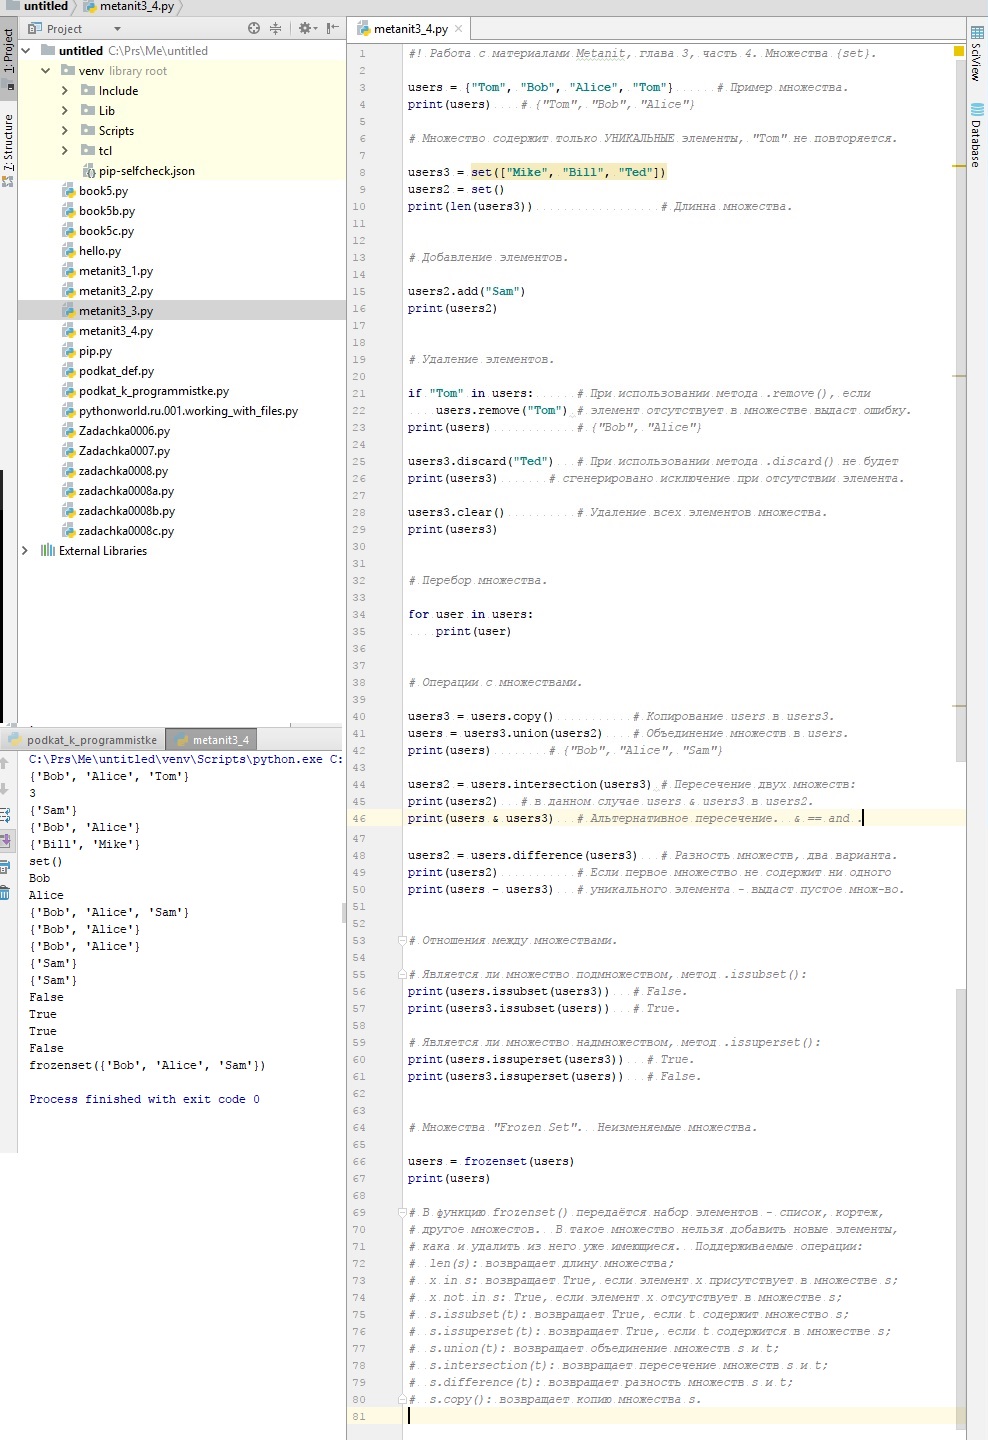 untitled metanit3_4.py
Project
metanit3_4.py
1: Project
7: Structure
SciView
Database
untitled C:\Prs\Me\untitled
venv library root
Include
Lib
Scripts
tcl
pip-selfcheck.json
book5.py
book5b.py
book5c.py
hello.py
metanit3_1.py
metanit3_2.py
metanit3_3.py
metanit3_4.py
pip.py
podkat_def.py
podkat_k_programmistke.py
pythonworld.ru.001.working_with_files.py
Zadachka0006.py
Zadachka0007.py
zadachka0008.py
zadachka0008a.py
zadachka0008b.py
zadachka0008c.py
External Libraries
podkat_k_programmistke metanit3_4
C:\Prs\Me\untitled\venv\Scripts\python.exe C:
{'Bob', 'Alice', 'Tom'}
3
{'Sam'}
{'Bob', 'Alice'}
{'Bill', 'Mike'}
set()
Bob
Alice
{'Bob', 'Alice', 'Sam'}
{'Bob', 'Alice'}
{'Bob', 'Alice'}
{'Sam'}
{'Sam'}
False
True
True
False
frozenset({'Bob', 'Alice', 'Sam'})
Process finished with exit code 0
1 #! Работа с материалами Metanit, глава 3, часть 4. Множества {set}.
2
3 users = {"Tom", "Bob", "Alice", "Tom"} # Пример множества.
4 print(users) # {"Tom", "Bob", "Alice"}
5
6 # Множество содержит только УНИКАЛЬНЫЕ элементы, "Tom" не повторяется.
7
8 users3 = set(["Mike", "Bill", "Ted"])
9 users2 = set()
10 print(len(users3)) # Длинна множества.
11
12
13 # Добавление элементов.
14
15 users2.add("Sam")
16 print(users2)
17
18
19 # Удаление элементов.
20
21 if "Tom" in users: # При использовании метода .remove(), если
22 users.remove("Tom") # элемент отсутствует в множестве выдаст ошибку.
23 print(users) # {"Bob", "Alice"}
24
25 users3.discard("Ted") # При использовании метода .discard() не будет
26 print(users3) # сгенерировано исключение при отсутствии элемента.
27
28 users3.clear() # Удаление всех элементов множества.
29 print(users3)
30
31
32 # Перебор множества.
33
34 for user in users:
35 print(user)
36
37
38 # Операции с множествами.
39
40 users3 = users.copy() # Копирование users в users3.
41 users = users3.union(users2) # Объединение множеств в users.
42 print(users) # {"Bob", "Alice", "Sam"}
43
44 users2 = users.intersection(users3) # Пересечение двух множеств:
45 print(users2) # в данном случае users & users3 в users2.
46 print(users & users3) # Альтернативное пересечение. & == and .
47
48 users2 = users.difference(users3) # Разность множеств, два варианта.
49 print(users2) # Если первое множество не содержит ни одного
50 print(users - users3) # уникального элемента - выдаст пустое множ-во.
51
52
53 # Отношения между множествами.
54
55 # Является ли множество подмножеством, метод .issubset():
56 print(users.issubset(users3)) # False.
57 print(users3.issubset(users)) # True.
58
59 # Является ли множество надмножеством, метод .issuperset():
60 print(users.issuperset(users3)) # True.
61 print(users3.issuperset(users)) # False.
62
63
64 # Множества "Frozen Set". Неизменяемые множества.
65
66 users = frozenset(users)
67 print(users)
68
69 # В функцию frozenset() передаётся набор элементов - список, кортеж,
70 # другое множестов. В такое множество нельзя добавить новые элементы,
71 # кака и удалить из него уже имеющиеся. Поддерживаемые операции:
72 # len(s): возвращает длину множества;
73 # x in s: возвращает True, если элемент x присутствует в множестве s;
74 # x not in s: True, если элемент x отсутствует в множестве s;
75 # s.issubset(t): возвращает True, если t содержит множество s;
76 # s.issuperset(t): возвращает True, если t содержится в множестве s;
77 # s.union(t): возвращает объединение множеств s и t;
78 # s.intersection(t): возвращает пересечение множеств s и t;
79 # s.difference(t): возвращает разность множеств s и t;
80 # s.copy(): возвращает копию множества s.
81